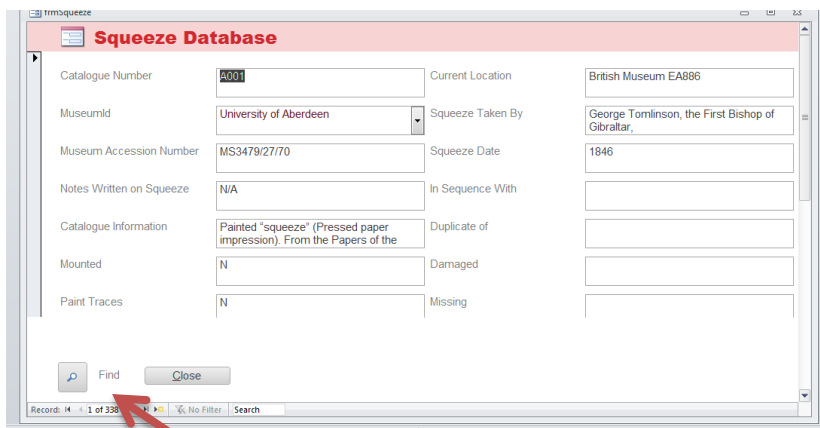 frmSqueeze
Squeeze Database
Catalogue Number A001 Current Location British Museum EA886
MuseumId University of Aberdeen Squeeze Taken By George Tomlinson, the First Bishop of
Gibraltar,
Museum Accession Number MS3479/27/70 Squeeze Date 1846
Notes Written on Squeeze N/A In Sequence With
Catalogue Information Painted “squeeze” (Pressed paper Duplicate of
impression). From the Papers of the
Mounted N Damaged
Paint Traces N Missing
Find Close
Record: 1 of 338 No Filter Search